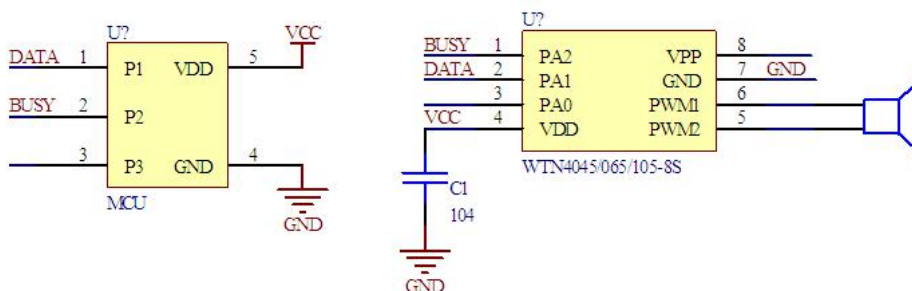 U?
DATA 1 P1 VDD 5 VCC
BUSY 2 P2
3 P3 GND 4
MCU
GND
U?
BUSY 1 PA2 VPP 8
DATA 2 PA1 GND 7 GND
3 PA0 PWM1 6
VCC 4 VDD PWM2 5
WTN4045/065/105-8S
C1
104
GND